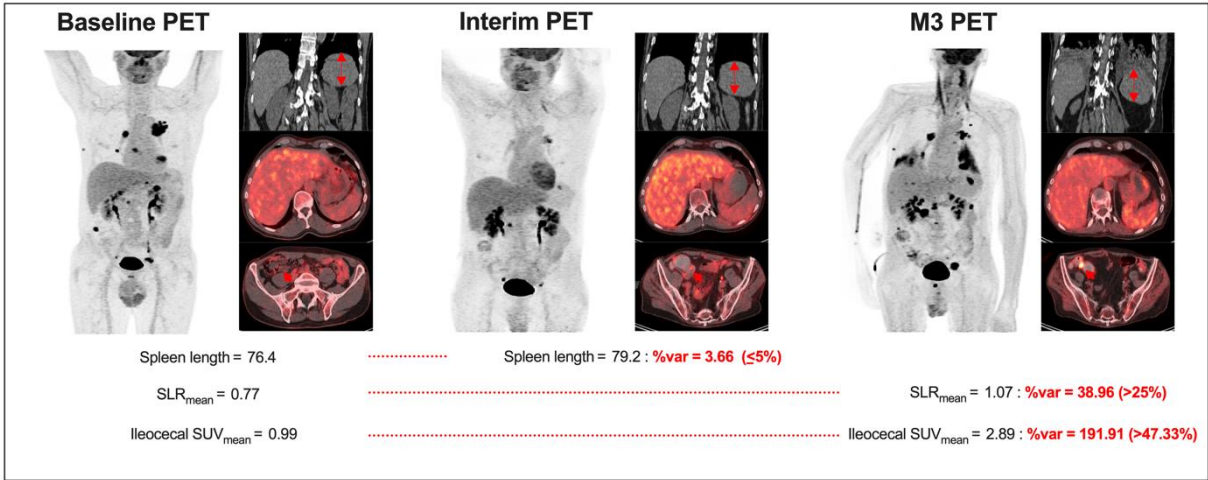 Baseline PET
Interim PET
M3 PET
Spleen length = 76.4
Spleen length = 79.2 : %var = 3.66 (≤5%)
SLRmean = 0.77
SLRmean = 1.07 : %var = 38.96 (>25%)
Ileocecal SUVmean = 0.99
Ileocecal SUVmean = 2.89 : %var = 191.91 (>47.33%)